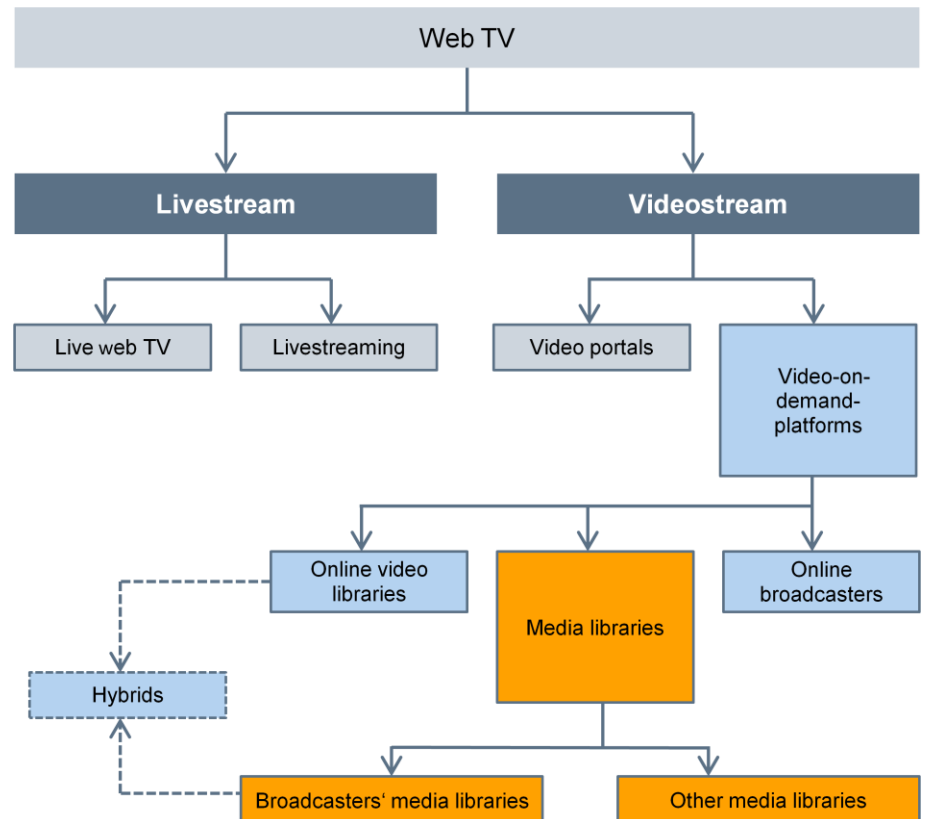 Web TV
Livestream
Videostream
Live web TV
Livestreaming
Video portals
Video-on-
demand-
platforms
Online video
libraries
Media libraries
Online
broadcasters
Hybrids
Broadcasters‘ media libraries
Other media libraries